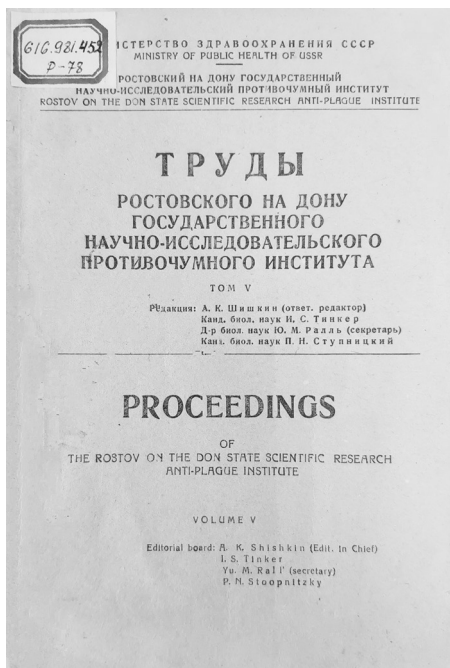 616.981.452
Р-78
МИНИСТЕРСТВО ЗДРАВООХРАНЕНИЯ СССР
MINISTRY OF PUBLIC HEALTH OF USSR
РОСТОВСКИЙ НА ДОНУ ГОСУДАРСТВЕННЫЙ
НАУЧНО-ИССЛЕДОВАТЕЛЬСКИЙ ПРОТИВОЧУМНЫЙ ИНСТИТУТ
ROSTOV ON THE DON STATE SCIENTIFIC RESEARCH ANTI-PLAGUE INSTITUTE
ТРУДЫ
РОСТОВСКОГО НА ДОНУ
ГОСУДАРСТВЕННОГО
НАУЧНО-ИССЛЕДОВАТЕЛЬСКОГО
ПРОТИВОЧУМНОГО ИНСТИТУТА
ТОМ V
Редакция: А. К. Шишкин (ответ. редактор)
Канд. биол. наук И. С. Тинкер
Д-р биол. наук Ю. М. Ралль (секретарь)
Канд. биол. наук П. Н. Ступницкий
PROCEEDINGS
OF
THE ROSTOV ON THE DON STATE SCIENTIFIC RESEARCH
ANTI-PLAGUE INSTITUTE
VOLUME V
Editorial board: A. K. Shishkin (Edit. in Chief)
I. S. Tinker
Yu. M. Rall' (secretary)
P. N. Stoopnitzky